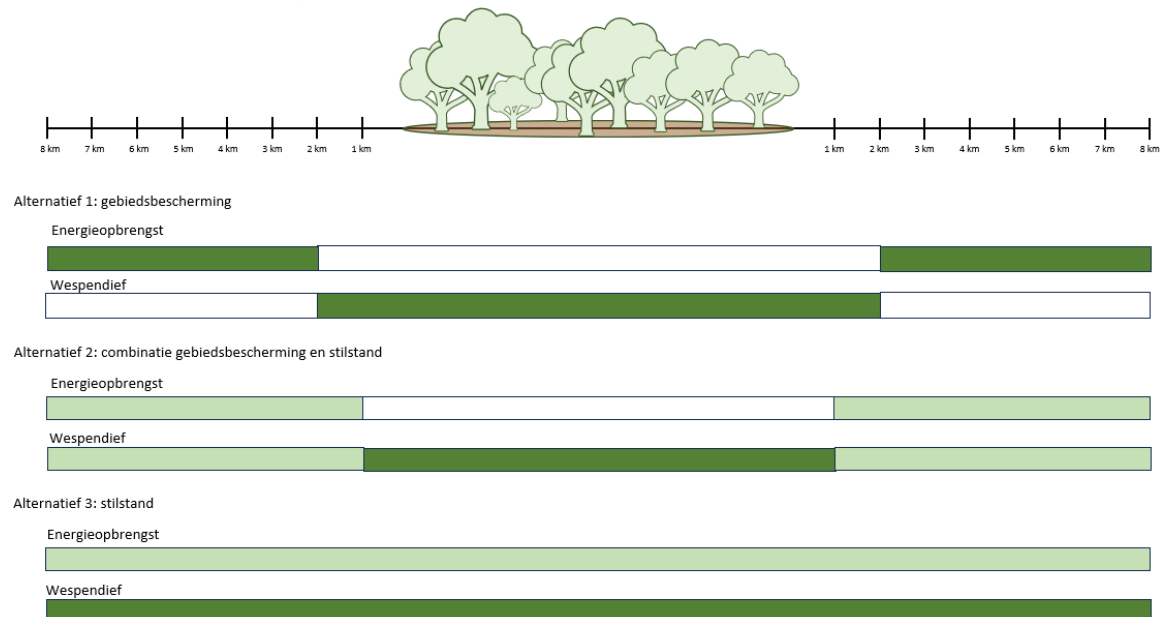 8 km 7 km 6 km 5 km 4 km 3 km 2 km 1 km 1 km 2 km 3 km 4 km 5 km 6 km 7 km 8 km
Alternatief 1: gebiedsbescherming
Energieopbrengst
Wespendief
Alternatief 2: combinatie gebiedsbescherming en stilstand
Energieopbrengst
Wespendief
Alternatief 3: stilstand
Energieopbrengst
Wespendief